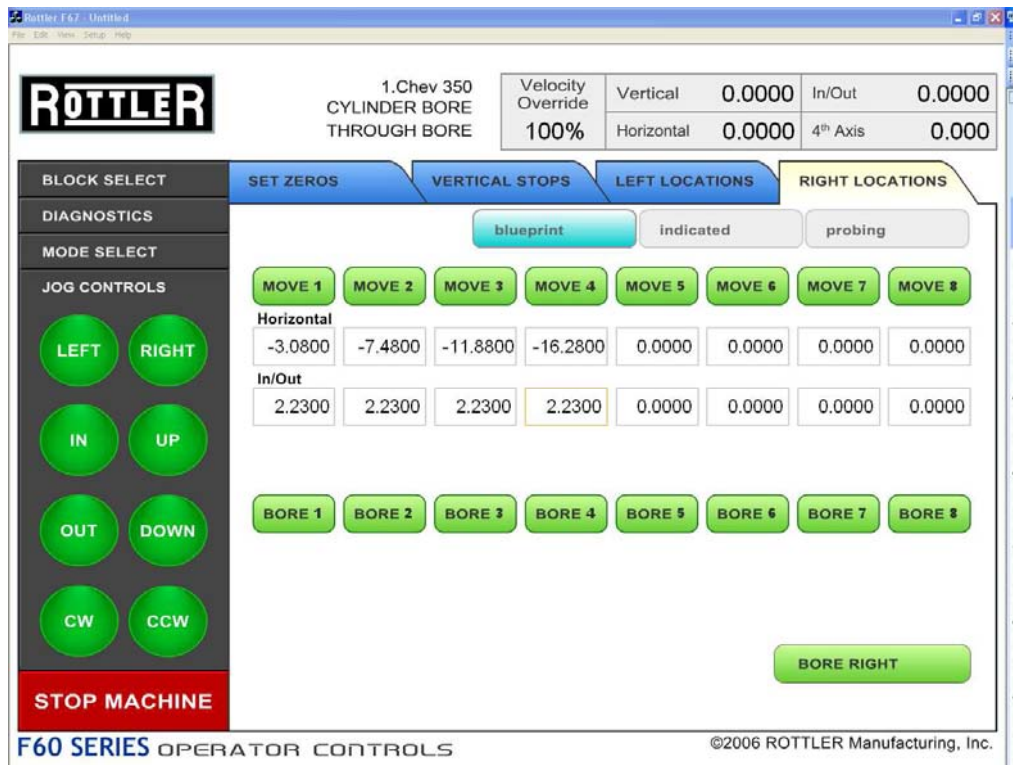 Rottler F67 - Untitled
File Edit View Setup Help
ROTTLER
1.Chev 350
CYLINDER BORE
THROUGH BORE
Velocity Override 100%
Vertical 0.0000 In/Out 0.0000
Horizontal 0.0000 4th Axis 0.000
BLOCK SELECT
DIAGNOSTICS
MODE SELECT
JOG CONTROLS
LEFT RIGHT
IN UP
OUT DOWN
CW CCW
STOP MACHINE
SET ZEROS VERTICAL STOPS LEFT LOCATIONS RIGHT LOCATIONS
blueprint indicated probing
MOVE 1 MOVE 2 MOVE 3 MOVE 4 MOVE 5 MOVE 6 MOVE 7 MOVE 8
Horizontal
-3.0800 -7.4800 -11.8800 -16.2800 0.0000 0.0000 0.0000 0.0000
In/Out
2.2300 2.2300 2.2300 2.2300 0.0000 0.0000 0.0000 0.0000
BORE 1 BORE 2 BORE 3 BORE 4 BORE 5 BORE 6 BORE 7 BORE 8
BORE RIGHT
F60 SERIES OPERATOR CONTROLS
©2006 ROTTLER Manufacturing, Inc.